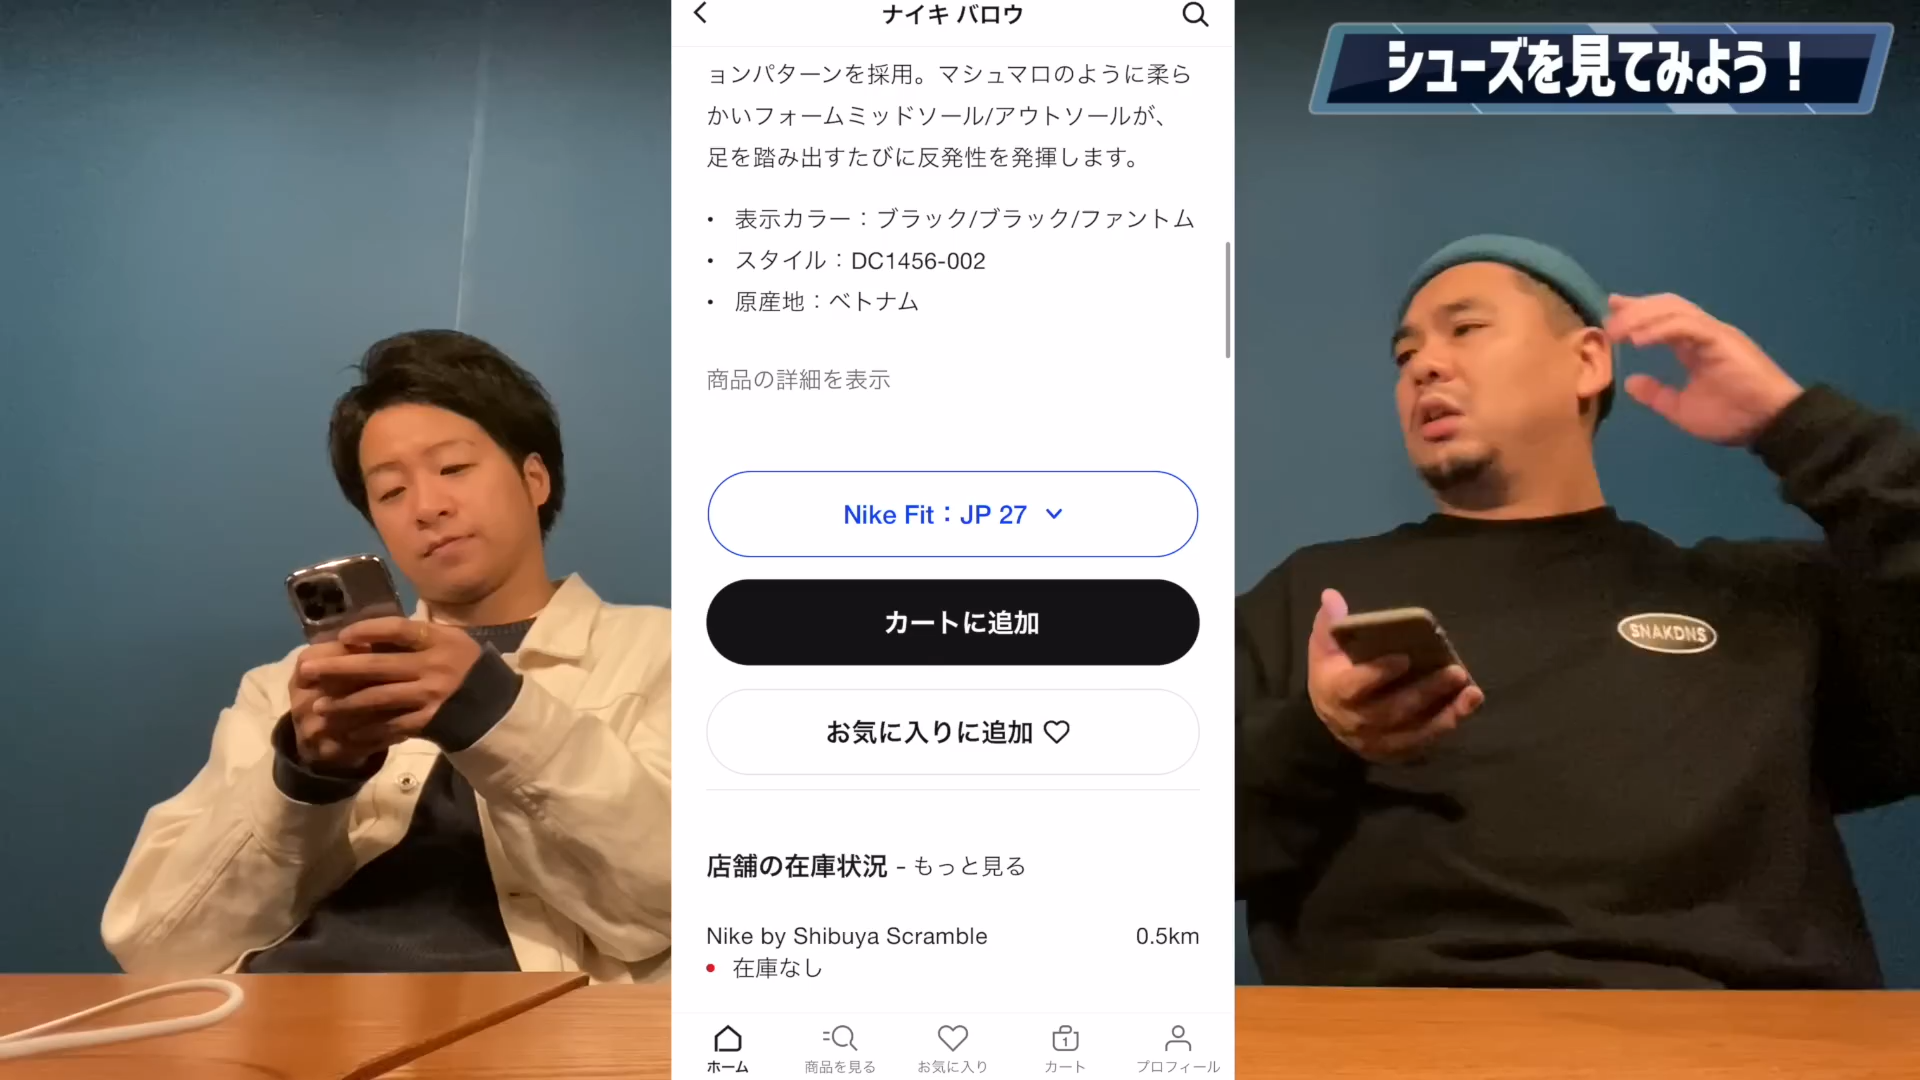 ナイキ バロウ
シューズを見てみよう！
ョンパターンを採用。マシュマロのように柔ら
かいフォームミッドソール/アウトソールが、
足を踏み出すたびに反発性を発揮します。
• 表示カラー：ブラック/ブラック/ファントム
• スタイル：DC1456-002
• 原産地：ベトナム
商品の詳細を表示
Nike Fit：JP 27
カートに追加
お気に入りに追加
SNAKDNS
店舗の在庫状況 - もっと見る
Nike by Shibuya Scramble 0.5km
• 在庫なし
1
ホーム 商品を見る お気に入り カート プロフィール